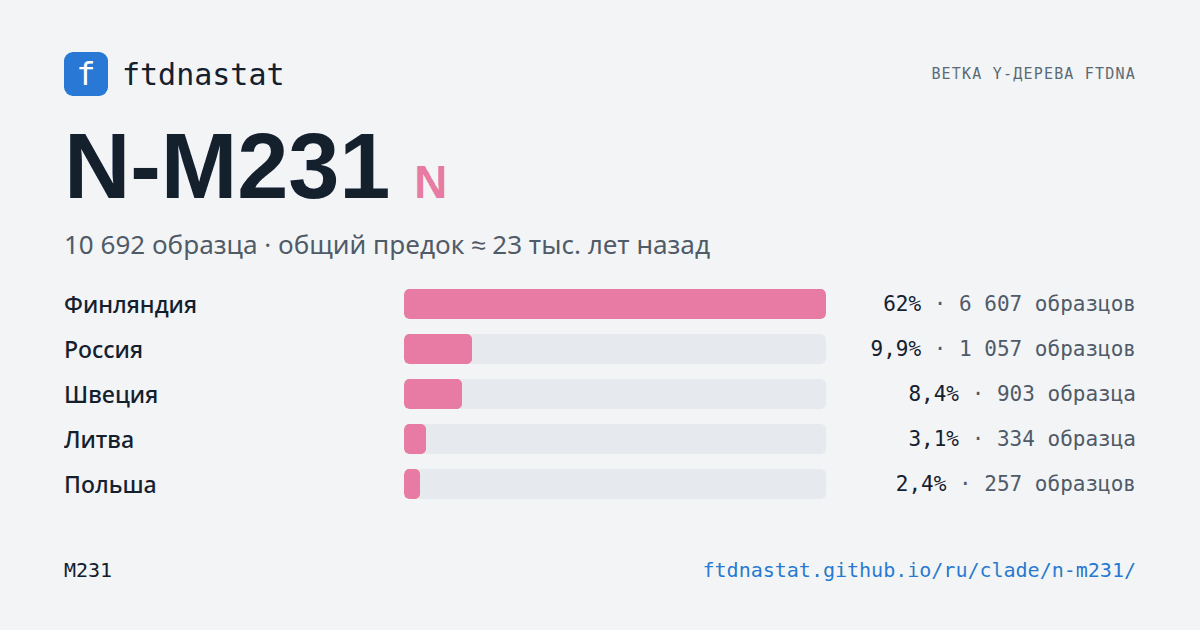 f ftdnastat
ВЕТКА Y-ДЕРЕВА FTDNA
N-M231 N
10 692 образца · общий предок ≈ 23 тыс. лет назад
Финляндия 62% · 6 607 образцов
Россия 9,9% · 1 057 образцов
Швеция 8,4% · 903 образца
Литва 3,1% · 334 образца
Польша 2,4% · 257 образцов
M231
ftdnastat.github.io/ru/clade/n-m231/